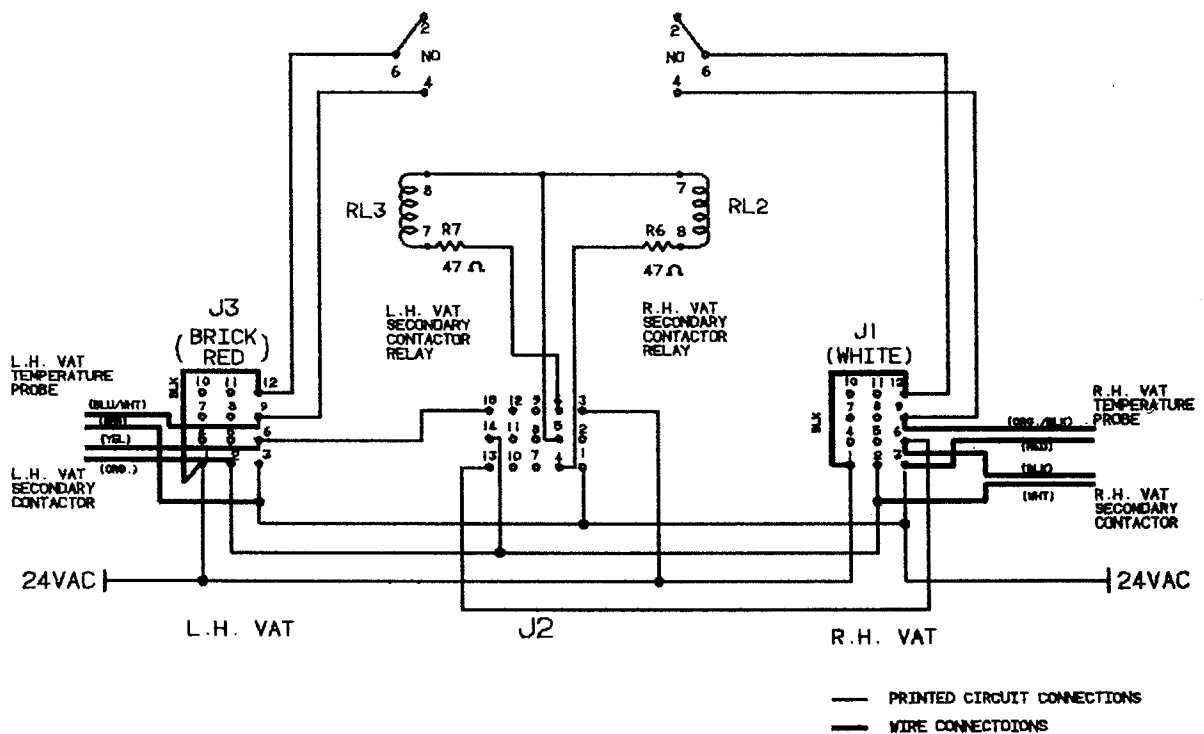 2
NO
6
4
2
NO
6
4
8
RL3
7
R7
47 Ω
7
RL2
R6
8
47 Ω
L.H. VAT
SECONDARY
CONTACTOR
RELAY
R.H. VAT
SECONDARY
CONTACTOR
RELAY
J3
(BRICK
RED)
J1
(WHITE)
L.H. VAT
TEMPERATURE
PROBE
(BLU/WHT)
(YEL)
(ORG.)
L.H. VAT
SECONDARY
CONTACTOR
BLK
10 11 12
7 8 9
6
2 3
12 9 6 3
14 11 8 5 2
13 10 7 4 1
BLK
10 11 12
7 8 9
4 5 6
1 2 3
R.H. VAT
TEMPERATURE
PROBE
(ORG./BLK)
(RED)
(BLK)
(WHT)
R.H. VAT
SECONDARY
CONTACTOR
24VAC
24VAC
L.H. VAT
J2
R.H. VAT
PRINTED CIRCUIT CONNECTIONS
WIRE CONNECTDIONS